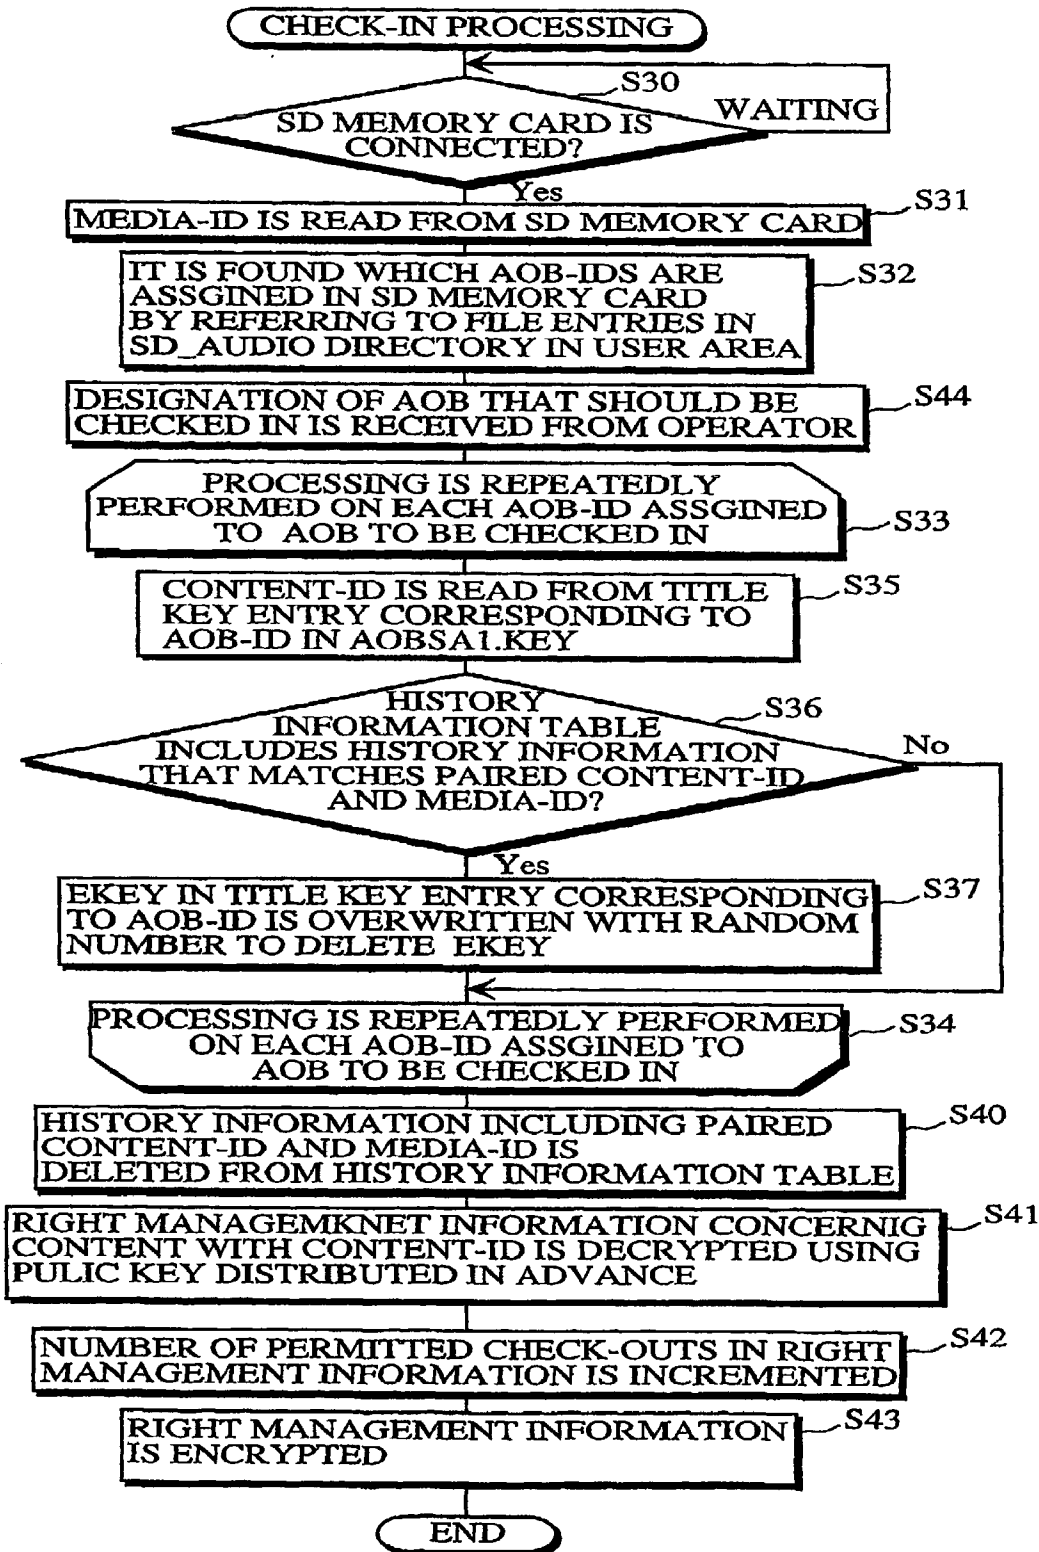 CHECK-IN PROCESSING
S30
WAITING
SD MEMORY CARD IS
CONNECTED?
Yes
S31
MEDIA-ID IS READ FROM SD MEMORY CARD
S32
IT IS FOUND WHICH AOB-IDS ARE
ASSGINED IN SD MEMORY CARD
BY REFERRING TO FILE ENTRIES IN
SD_AUDIO DIRECTORY IN USER AREA
S44
DESIGNATION OF AOB THAT SHOULD BE
CHECKED IN IS RECEIVED FROM OPERATOR
PROCESSING IS REPEATEDLY
PERFORMED ON EACH AOB-ID ASSGINED
TO AOB TO BE CHECKED IN
S33
S35
CONTENT-ID IS READ FROM TITLE
KEY ENTRY CORRESPONDING TO
AOB-ID IN AOBSA1.KEY
S36
HISTORY
INFORMATION TABLE
INCLUDES HISTORY INFORMATION
THAT MATCHES PAIRED CONTENT-ID
AND MEDIA-ID?
No
Yes
S37
EKEY IN TITLE KEY ENTRY CORRESPONDING
TO AOB-ID IS OVERWRITTEN WITH RANDOM
NUMBER TO DELETE EKEY
PROCESSING IS REPEATEDLY PERFORMED
ON EACH AOB-ID ASSGINED TO
AOB TO BE CHECKED IN
S34
S40
HISTORY INFORMATION INCLUDING PAIRED
CONTENT-ID AND MEDIA-ID IS
DELETED FROM HISTORY INFORMATION TABLE
S41
RIGHT MANAGEMKNET INFORMATION CONCERNIG
CONTENT WITH CONTENT-ID IS DECRYPTED USING
PULIC KEY DISTRIBUTED IN ADVANCE
S42
NUMBER OF PERMITTED CHECK-OUTS IN RIGHT
MANAGEMENT INFORMATION IS INCREMENTED
S43
RIGHT MANAGEMENT INFORMATION
IS ENCRYPTED
END